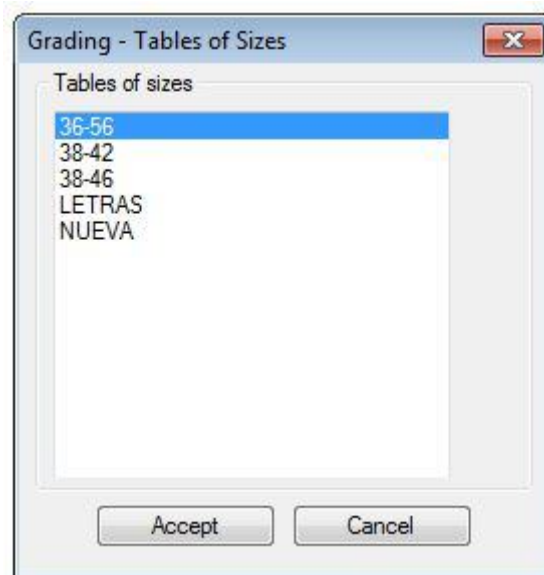 Grading - Tables of Sizes
Tables of sizes
36-56
38-42
38-46
LETRAS
NUEVA
Accept Cancel